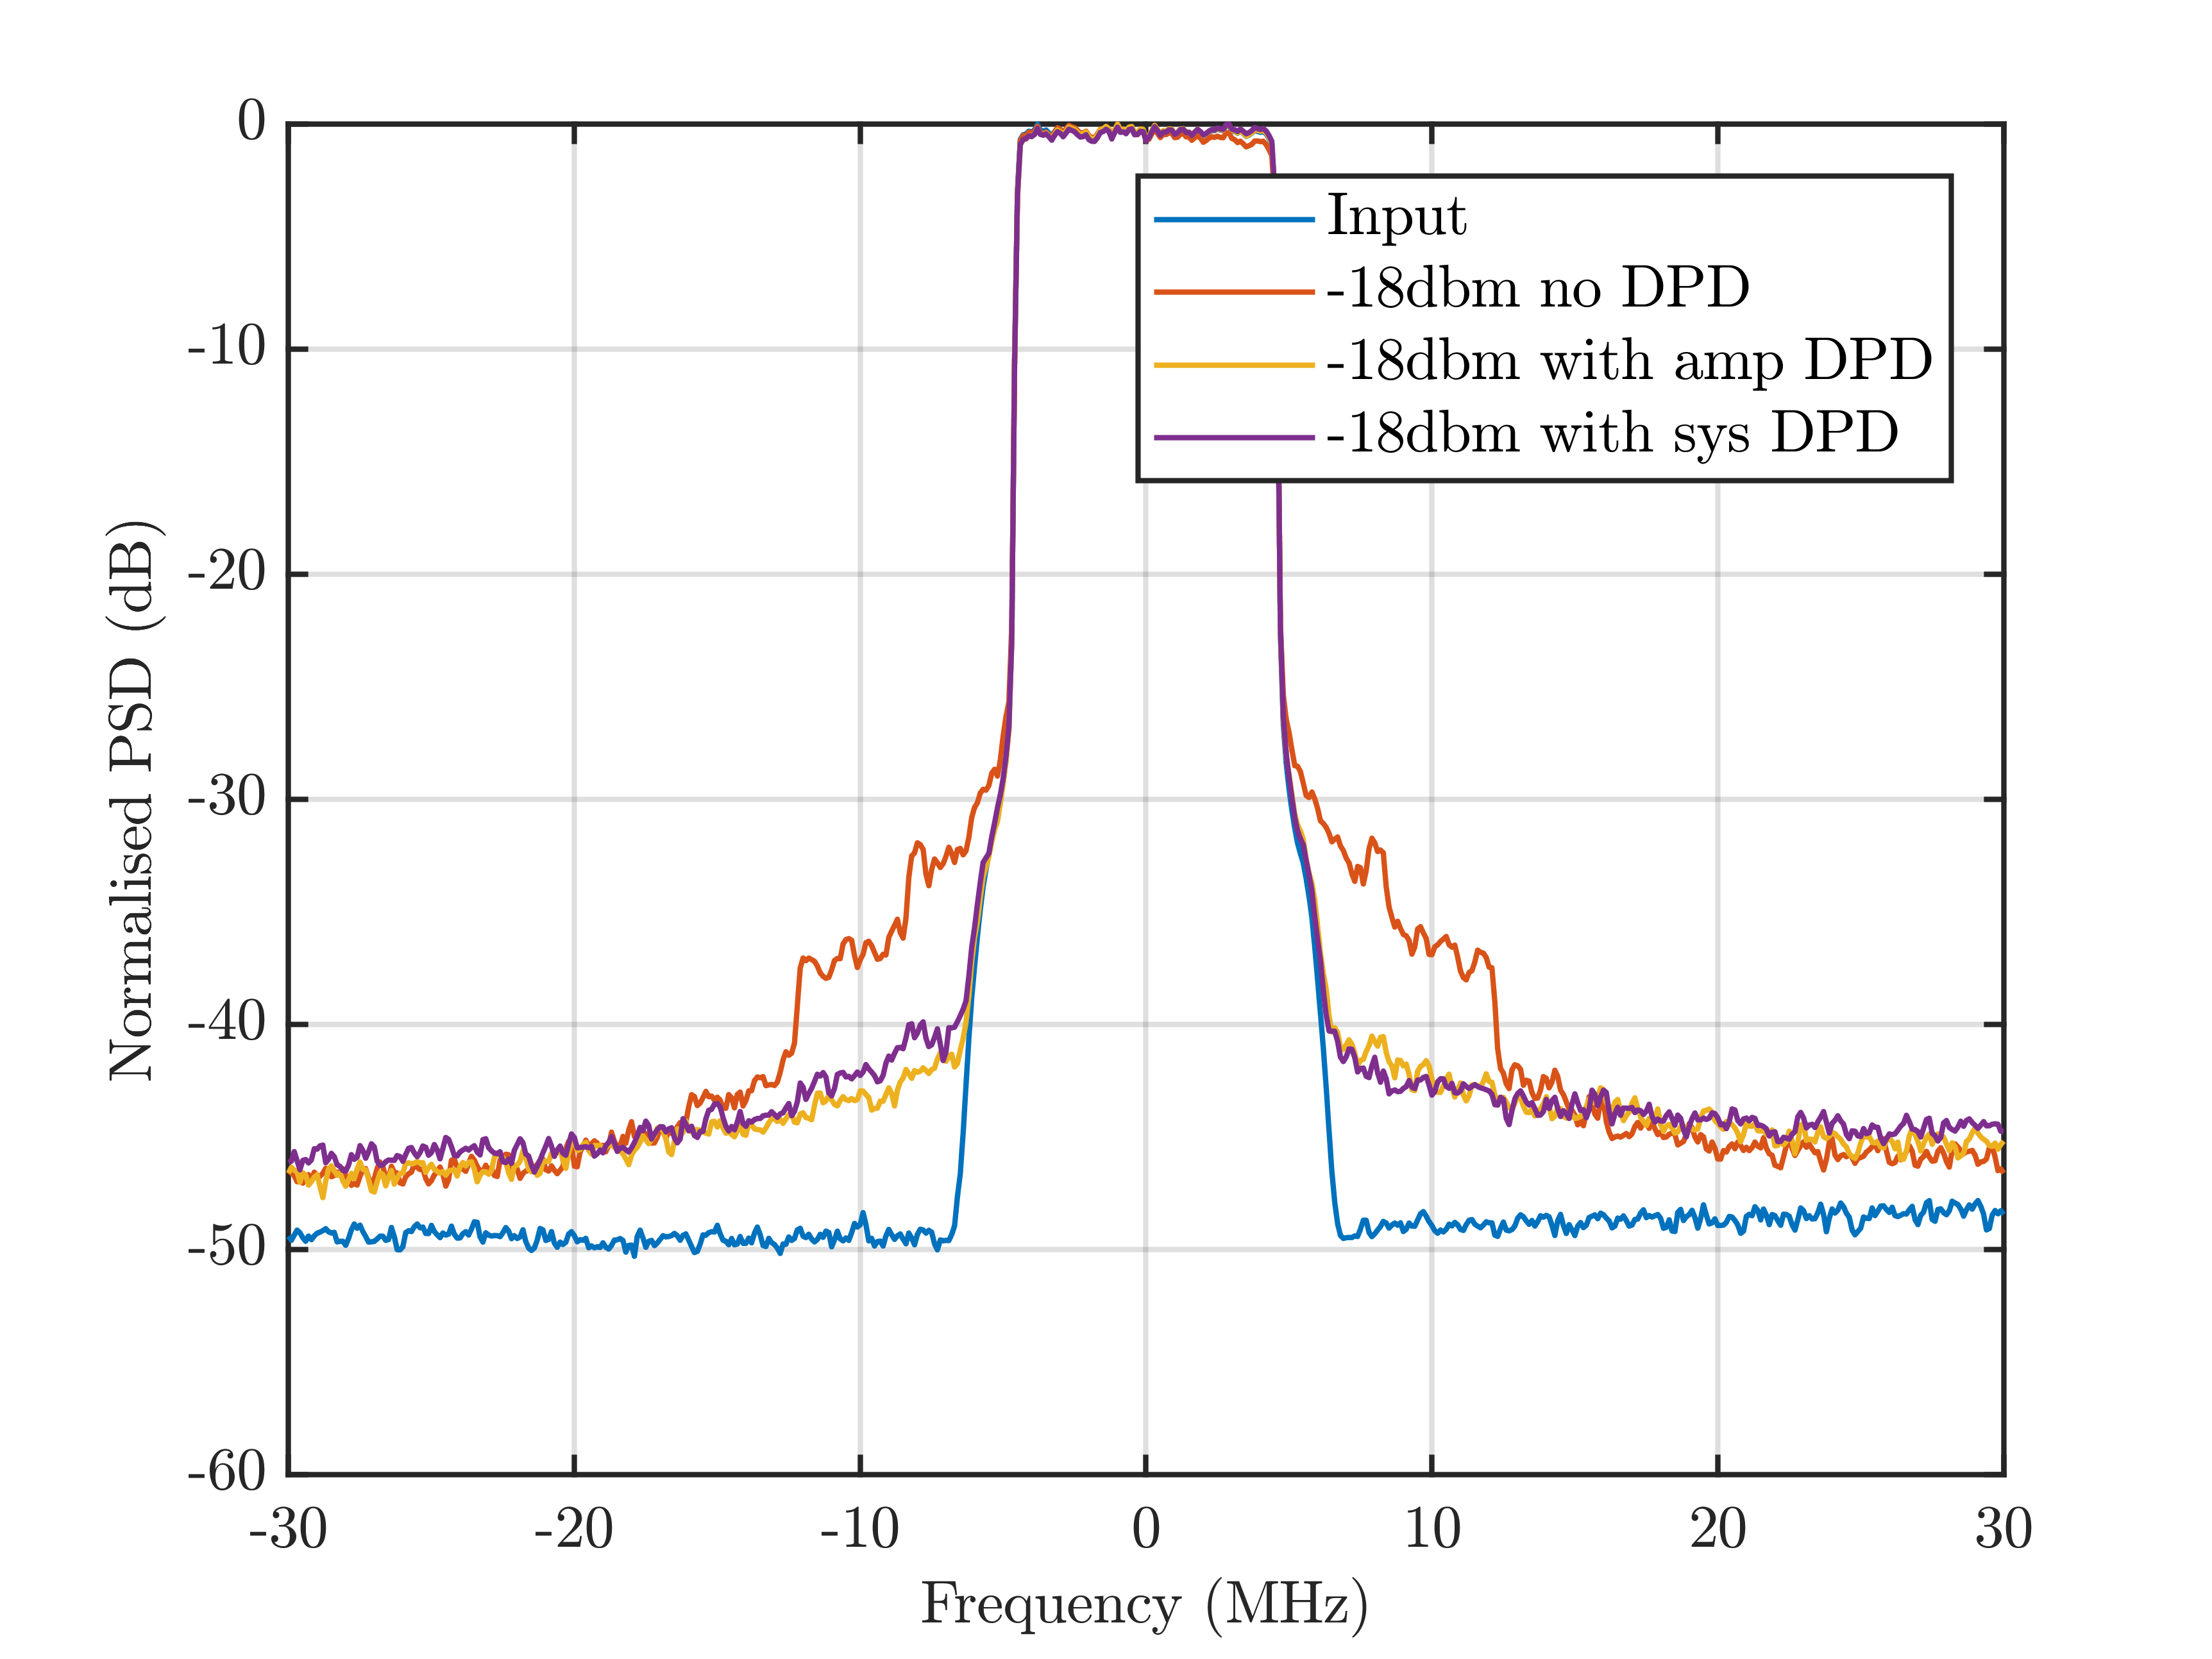 0
-10
-20
-30
-40
-50
-60
Normalised PSD (dB)
Input
-18dbm no DPD
-18dbm with amp DPD
-18dbm with sys DPD
-30 -20 -10 0 10 20 30
Frequency (MHz)